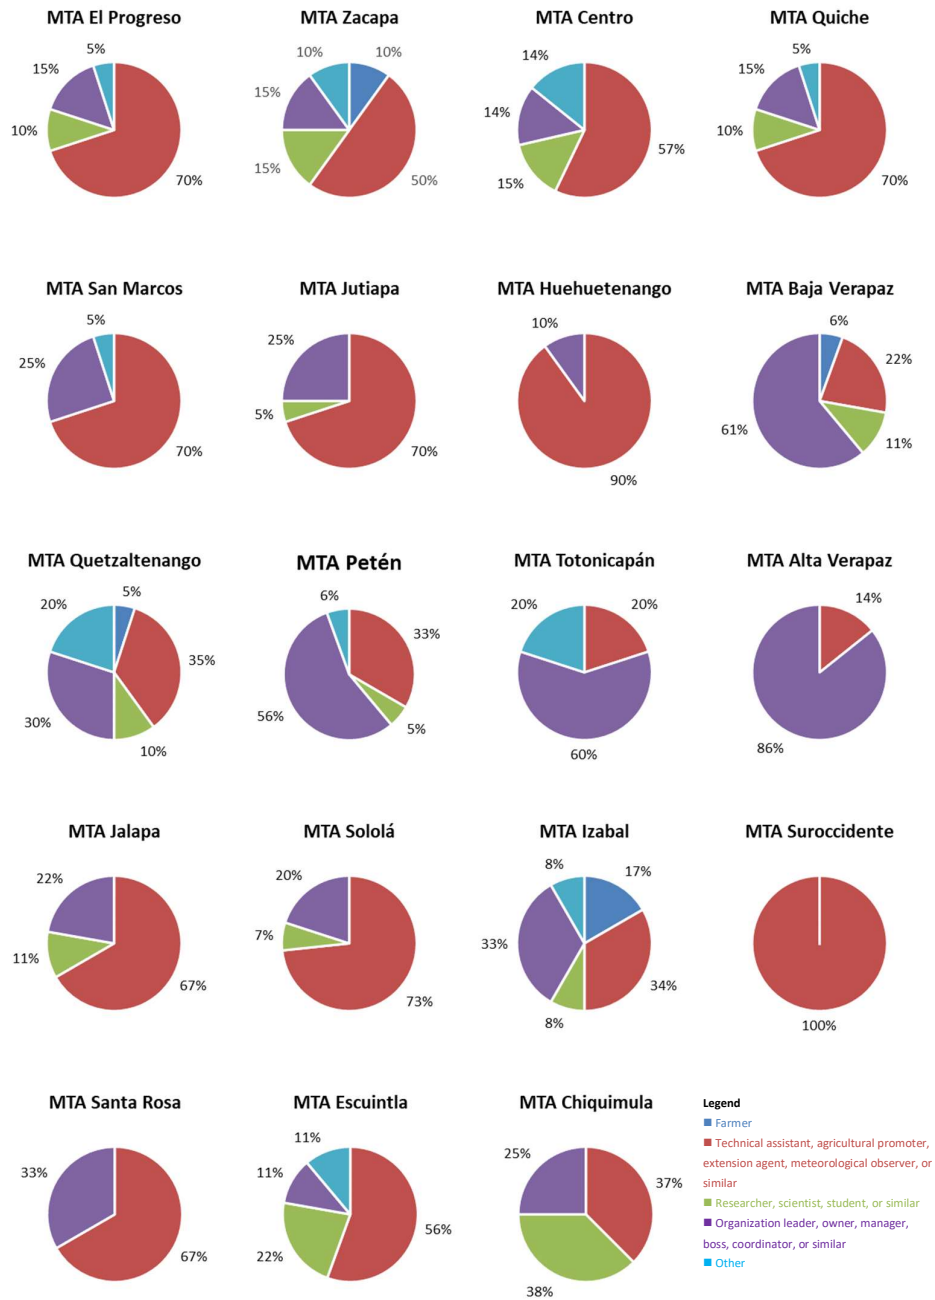 MTA El Progreso
5%
15%
10%
70%
MTA Zacapa
10%
10%
15%
15%
50%
MTA Centro
14%
14%
57%
15%
MTA Quiche
5%
15%
10%
70%
MTA San Marcos
5%
25%
70%
MTA Jutiapa
25%
5%
70%
MTA Huehuetenango
10%
90%
MTA Baja Verapaz
6%
22%
61%
11%
MTA Quetzaltenango
20%
5%
35%
30%
10%
MTA Petén
6%
33%
56%
5%
MTA Totonicapán
20%
20%
60%
MTA Alta Verapaz
14%
86%
MTA Jalapa
22%
11%
67%
MTA Sololá
20%
7%
73%
MTA Izabal
8%
17%
33%
34%
8%
MTA Suroccidente
100%
MTA Santa Rosa
33%
67%
MTA Escuintla
11%
11%
56%
22%
MTA Chiquimula
25%
37%
38%
Legend
Farmer
Technical assistant, agricultural promoter,
extension agent, meteorological observer, or
similar
Researcher, scientist, student, or similar
Organization leader, owner, manager,
boss, coordinator, or similar
Other